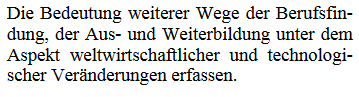 Die Bedeutung weiterer Wege der Berufsfin-
dung, der Aus- und Weiterbildung unter dem
Aspekt weltwirtschaftlicher und technologi-
scher Veränderungen erfassen.